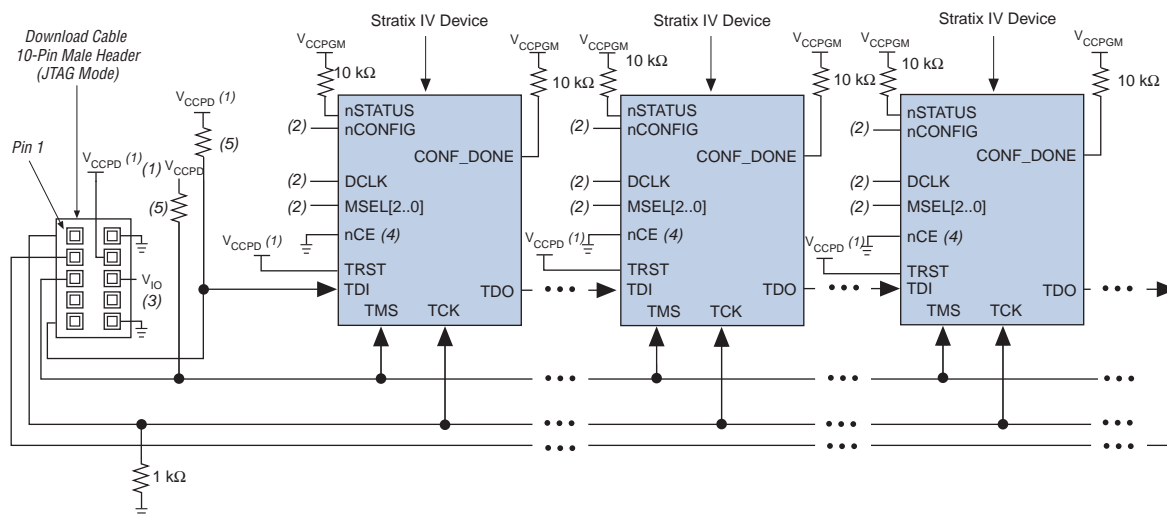 Download Cable
10-Pin Male Header
(JTAG Mode)
Pin 1
VCCPD (1)
(5)
VCCPD (1)
(1)
VCCPD
(5)
VIO
(3)
1 kΩ
Stratix IV Device
VCCPGM
10 kΩ
VCCPGM
10 kΩ
nSTATUS
(2) nCONFIG
CONF_DONE
(2) DCLK
(2) MSEL[2..0]
nCE (4)
VCCPD (1)
TRST
TDI
TDO
TMS TCK
Stratix IV Device
VCCPGM
10 kΩ
VCCPGM
10 kΩ
nSTATUS
(2) nCONFIG
CONF_DONE
(2) DCLK
(2) MSEL[2..0]
nCE (4)
VCCPD (1)
TRST
TDI
TDO
TMS TCK
Stratix IV Device
VCCPGM
10 kΩ
VCCPGM
10 kΩ
nSTATUS
(2) nCONFIG
CONF_DONE
(2) DCLK
(2) MSEL[2..0]
nCE (4)
VCCPD (1)
TRST
TDI
TDO
TMS TCK